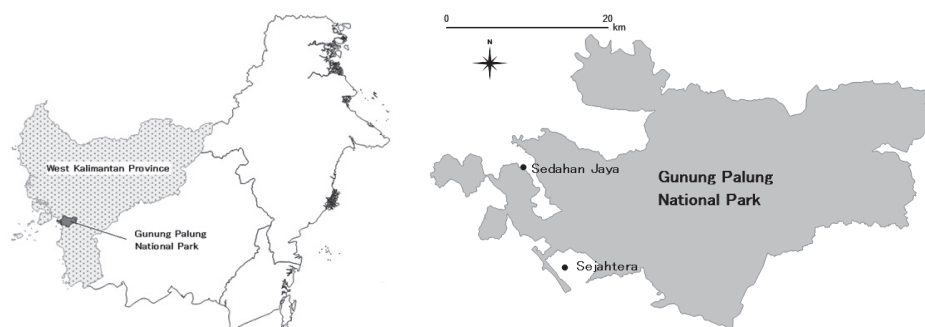 West Kalimantan Province
Gunung Palung
National Park
0 20
km
N
Sedahan Jaya
Gunung Palung
National Park
Sejahtera